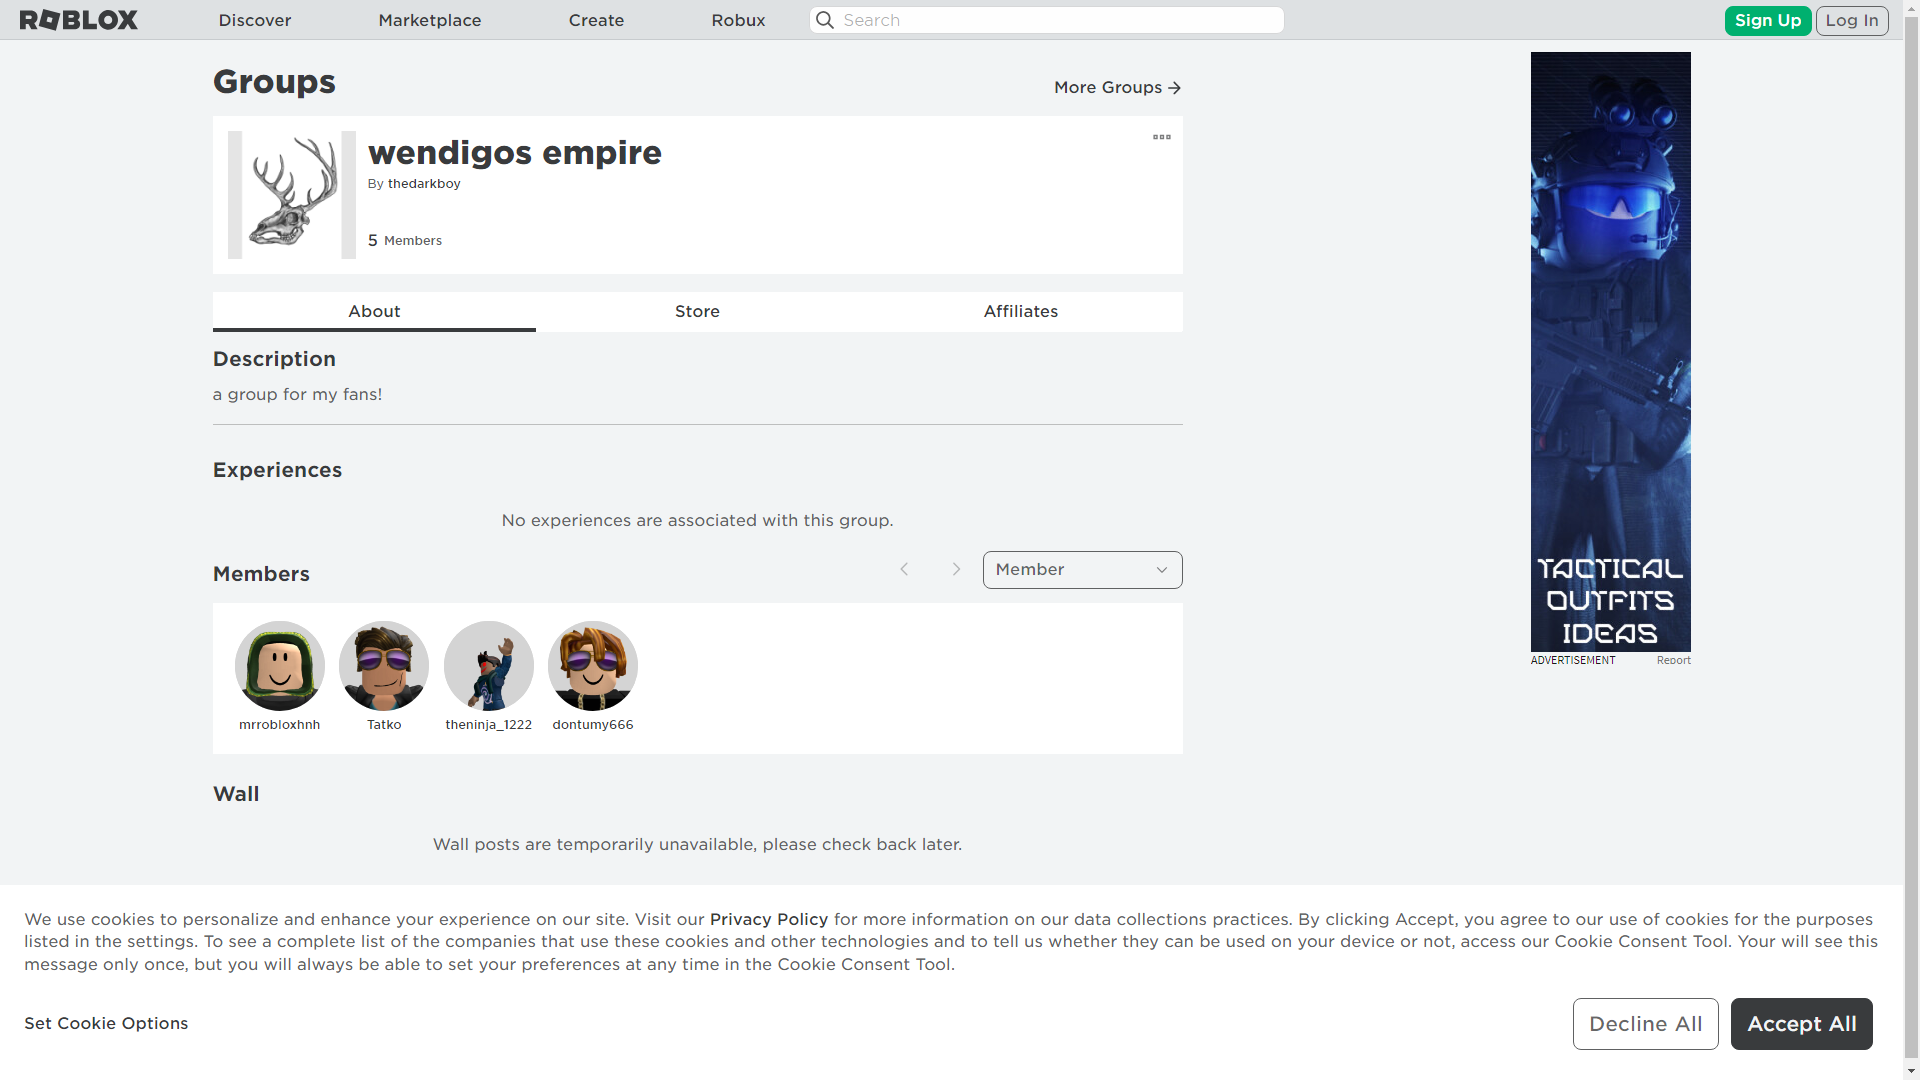 ROBLOX
Discover
Marketplace
Create
Robux
Search
Sign Up
Log In
Groups
More Groups
wendigos empire
By thedarkboy
5 Members
About
Store
Affiliates
Description
a group for my fans!
Experiences
No experiences are associated with this group.
Members
Member
mrrobloxhnh
Tatko
theninja_1222
dontumy666
Wall
Wall posts are temporarily unavailable, please check back later.
TACTICAL
OUTFITS
IDEAS
ADVERTISEMENT
Report
We use cookies to personalize and enhance your experience on our site. Visit our Privacy Policy for more information on our data collections practices. By clicking Accept, you agree to our use of cookies for the purposes
listed in the settings. To see a complete list of the companies that use these cookies and other technologies and to tell us whether they can be used on your device or not, access our Cookie Consent Tool. Your will see this
message only once, but you will always be able to set your preferences at any time in the Cookie Consent Tool.
Set Cookie Options
Decline All
Accept All